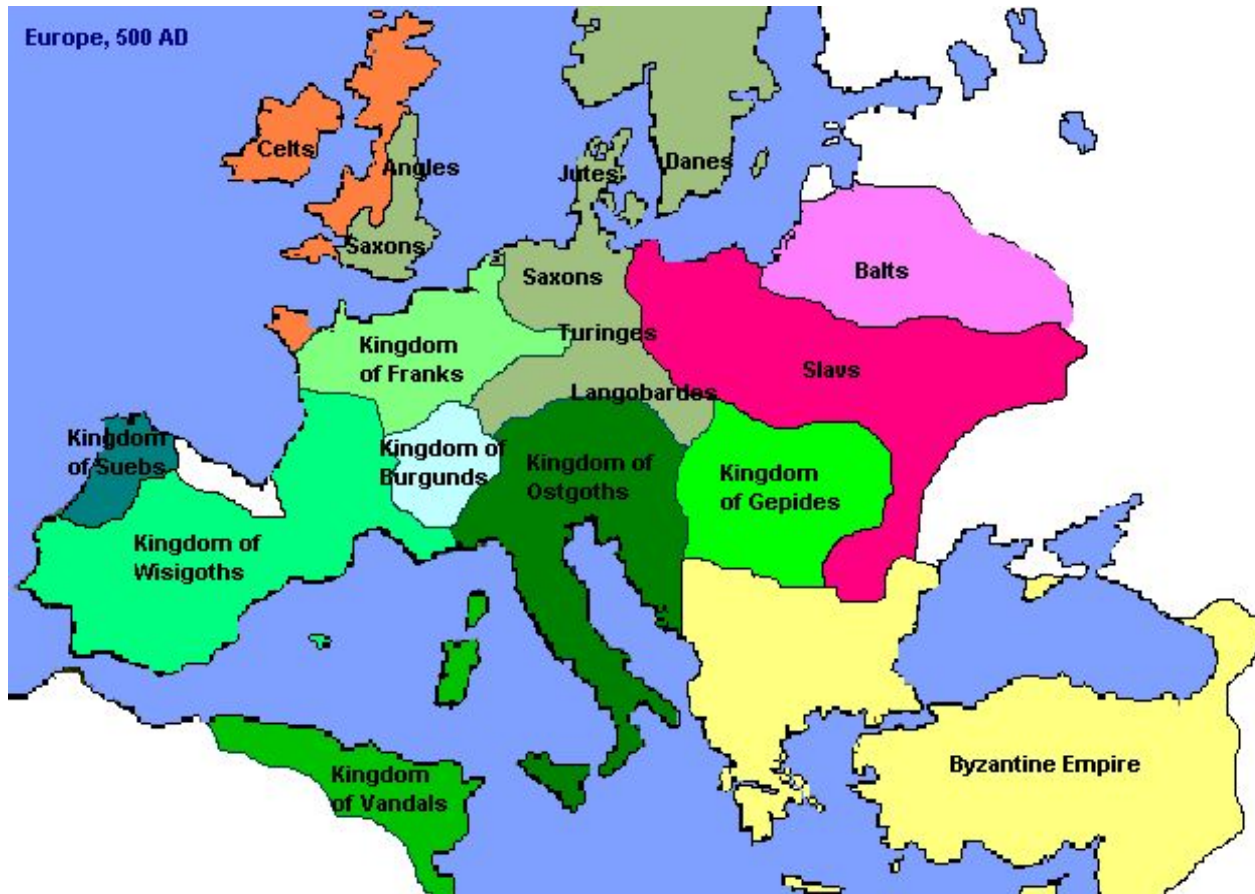 Europe, 500 AD
Celts
Angles
Jutes
Danes
Saxons
Saxons
Balts
Turinges
Kingdom
of Franks
Slavs
Langobardes
Kingdom
of Suebs
Kingdom of
Burgunds
Kingdom of
Ostgoths
Kingdom
of Gepides
Kingdom of
Wisigoths
Byzantine Empire
Kingdom
of Vandals